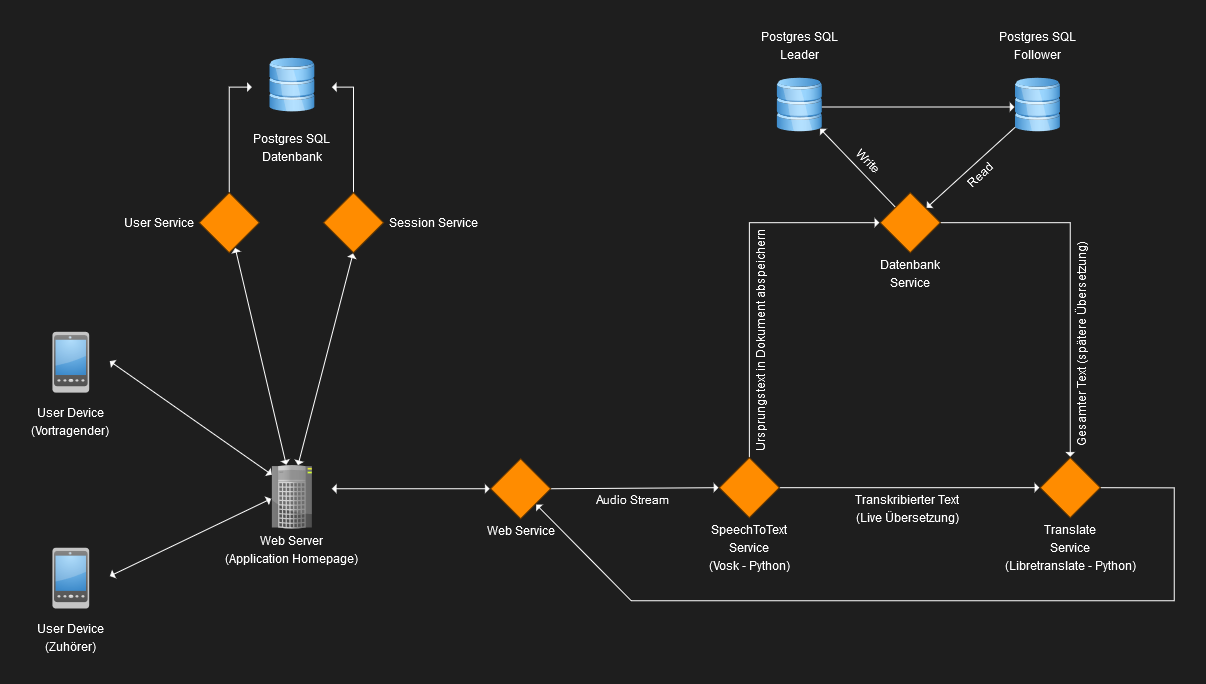 Postgres SQL
Leader
Postgres SQL
Follower
Postgres SQL
Datenbank
Write
Read
User Service
Session Service
Datenbank
Service
Ursprungstext in Dokument abspeichern
Gesamter Text (spätere Übersetzung)
User Device
(Vortragender)
Audio Stream
Transkribierter Text
(Live Übersetzung)
Web Server
(Application Homepage)
Web Service
SpeechToText
Service
(Vosk - Python)
Translate
Service
(Libretranslate - Python)
User Device
(Zuhörer)